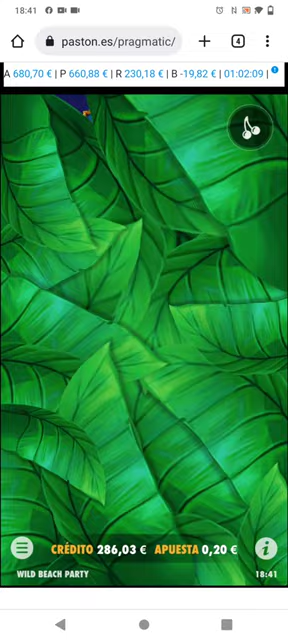 18:41
paston.es/pragmatic/
4
A 680,70 € | P 660,88 € | R 230,18 € | B -19,82 € | 01:02:09 |
CRÉDITO 286,03 € APUESTA 0,20 €
WILD BEACH PARTY
18:41